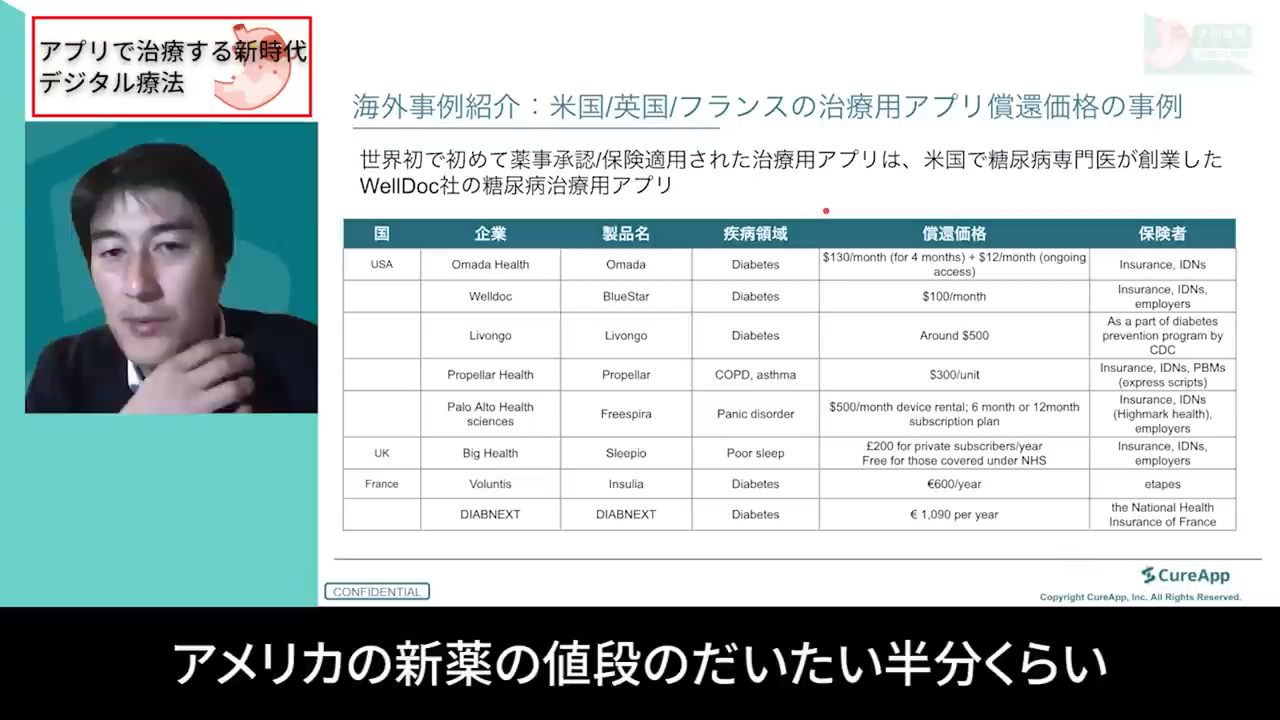 アプリで治療する新時代
デジタル療法
海外事例紹介：米国/英国/フランスの治療用アプリ償還価格の事例
世界初で初めて薬事承認/保険適用された治療用アプリは、米国で糖尿病専門医が創業した
WellDoc社の糖尿病治療用アプリ
国 企業 製品名 疾病領域 償還価格 保険者
USA Omada Health Omada Diabetes $130/month (for 4 months) + $12/month (ongoing access) Insurance, IDNs
Welldoc BlueStar Diabetes $100/month Insurance, IDNs, employers
Livongo Livongo Diabetes Around $500 As a part of diabetes prevention program by CDC
Propellar Health Propellar COPD, asthma $300/unit Insurance, IDNs, PBMs (express scripts)
Palo Alto Health sciences Freespira Panic disorder $500/month device rental; 6 month or 12month subscription plan Insurance, IDNs (Highmark health), employers
UK Big Health Sleepio Poor sleep £200 for private subscribers/year Free for those covered under NHS Insurance, IDNs, employers
France Voluntis Insulia Diabetes €600/year etapes
DIABNEXT DIABNEXT Diabetes € 1,090 per year the National Health Insurance of France
CureApp
CONFIDENTIAL
Copyright CureApp, Inc. All Rights Reserved.
アメリカの新薬の値段のだいたい半分くらい